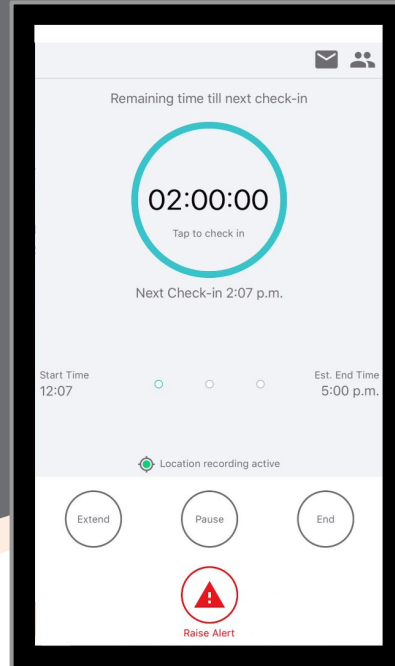 Remaining time till next check-in
02:00:00
Tap to check in
Next Check-in 2:07 p.m.
Start Time
12:07
Est. End Time
5:00 p.m.
Location recording active
Extend
Pause
End
Raise Alert